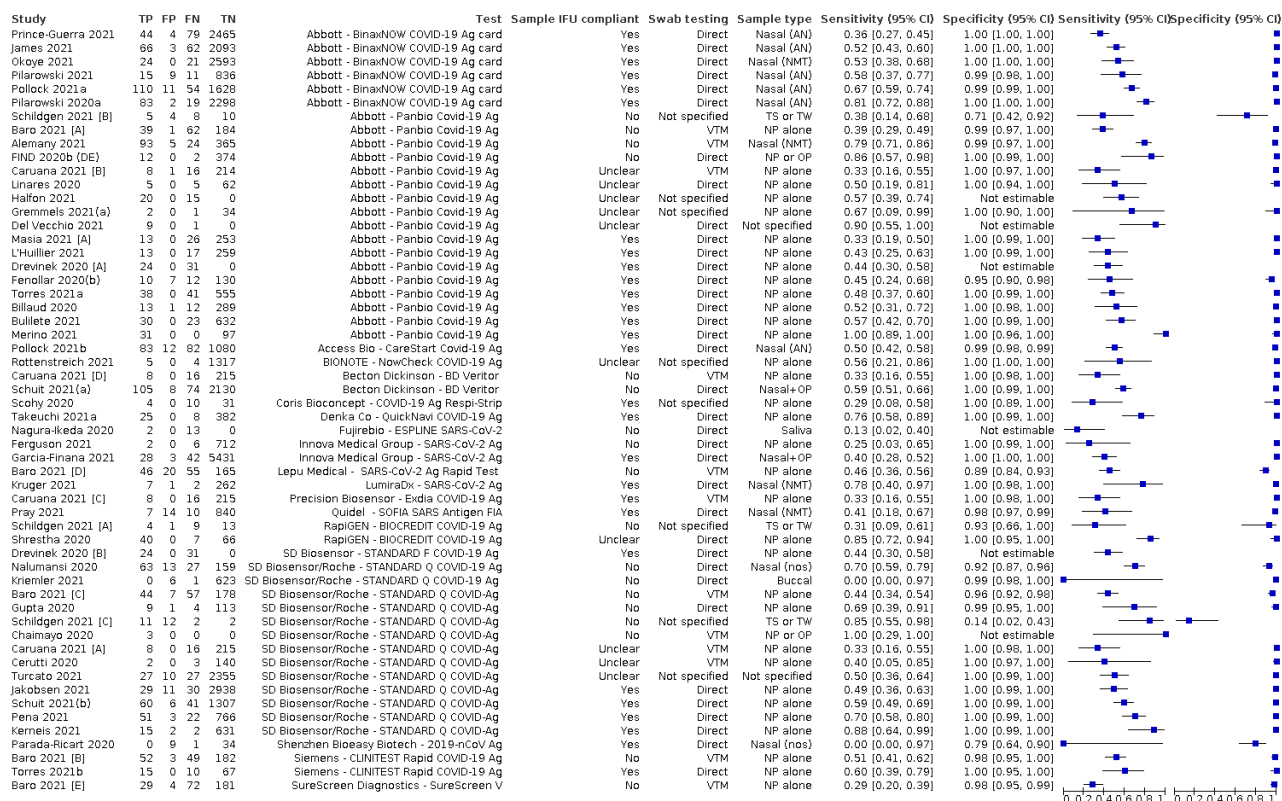 Study TP FP FN TN Test Sample IFU compliant Swab testing Sample type Sensitivity (95% CI) Specificity (95% CI) Sensitivity (95% CI) Specificity (95% CI)
Prince-Guerra 2021 44 4 79 2465 Abbott - BinaxNOW COVID-19 Ag card Yes Direct Nasal (AN) 0.36 [0.27, 0.45] 1.00 [1.00, 1.00]
James 2021 66 3 62 2093 Abbott - BinaxNOW COVID-19 Ag card Yes Direct Nasal (AN) 0.52 [0.43, 0.60] 1.00 [1.00, 1.00]
Okoye 2021 24 0 21 2593 Abbott - BinaxNOW COVID-19 Ag card Yes Direct Nasal (NMT) 0.53 [0.38, 0.68] 1.00 [1.00, 1.00]
Pilarowski 2021 15 9 11 836 Abbott - BinaxNOW COVID-19 Ag card Yes Direct Nasal (AN) 0.58 [0.37, 0.77] 0.99 [0.98, 1.00]
Pollock 2021a 110 11 54 1628 Abbott - BinaxNOW COVID-19 Ag card Yes Direct Nasal (AN) 0.67 [0.59, 0.74] 0.99 [0.99, 1.00]
Pilarowski 2020a 83 2 19 2298 Abbott - BinaxNOW COVID-19 Ag card Yes Direct Nasal (AN) 0.81 [0.72, 0.88] 1.00 [1.00, 1.00]
Schildgen 2021 [B] 5 4 8 10 Abbott - Panbio Covid-19 Ag No Not specified TS or TW 0.38 [0.14, 0.68] 0.71 [0.42, 0.92]
Baro 2021 [A] 39 1 62 184 Abbott - Panbio Covid-19 Ag No VTM NP alone 0.39 [0.29, 0.49] 0.99 [0.97, 1.00]
Alemany 2021 93 5 24 365 Abbott - Panbio Covid-19 Ag No VTM Nasal (NMT) 0.79 [0.71, 0.86] 0.99 [0.97, 1.00]
FIND 2020b (DE) 12 0 2 374 Abbott - Panbio Covid-19 Ag No Direct NP or OP 0.86 [0.57, 0.98] 1.00 [0.99, 1.00]
Caruana 2021 [B] 8 1 16 214 Abbott - Panbio Covid-19 Ag Unclear VTM NP alone 0.33 [0.16, 0.55] 1.00 [0.97, 1.00]
Linares 2020 5 0 5 62 Abbott - Panbio Covid-19 Ag Unclear Direct NP alone 0.50 [0.19, 0.81] 1.00 [0.94, 1.00]
Halfon 2021 20 0 15 0 Abbott - Panbio Covid-19 Ag Unclear Not specified NP alone 0.57 [0.39, 0.74] Not estimable
Gremmels 2021(a) 2 0 1 34 Abbott - Panbio Covid-19 Ag Unclear Not specified NP alone 0.67 [0.09, 0.99] 1.00 [0.90, 1.00]
Del Vecchio 2021 9 0 1 0 Abbott - Panbio Covid-19 Ag Unclear Direct Not specified 0.90 [0.55, 1.00] Not estimable
Masia 2021 [A] 13 0 26 253 Abbott - Panbio Covid-19 Ag Yes Direct NP alone 0.33 [0.19, 0.50] 1.00 [0.99, 1.00]
L'Huillier 2021 13 0 17 259 Abbott - Panbio Covid-19 Ag Yes Direct NP alone 0.43 [0.25, 0.63] 1.00 [0.99, 1.00]
Drevinek 2020 [A] 24 0 31 0 Abbott - Panbio Covid-19 Ag Yes Direct NP alone 0.44 [0.30, 0.58] Not estimable
Fenollar 2020(b) 10 7 12 130 Abbott - Panbio Covid-19 Ag Yes Direct NP alone 0.45 [0.24, 0.68] 0.95 [0.90, 0.98]
Torres 2021a 38 0 41 555 Abbott - Panbio Covid-19 Ag Yes Direct NP alone 0.48 [0.37, 0.60] 1.00 [0.99, 1.00]
Billaud 2020 13 1 12 289 Abbott - Panbio Covid-19 Ag Yes Direct NP alone 0.52 [0.31, 0.72] 1.00 [0.98, 1.00]
Bulilete 2021 30 0 23 632 Abbott - Panbio Covid-19 Ag Yes Direct NP alone 0.57 [0.42, 0.70] 1.00 [0.99, 1.00]
Merino 2021 31 0 0 97 Abbott - Panbio Covid-19 Ag Yes Direct NP alone 1.00 [0.89, 1.00] 1.00 [0.96, 1.00]
Pollock 2021b 83 12 82 1080 Access Bio - CareStart Covid-19 Ag Yes Direct Nasal (AN) 0.50 [0.42, 0.58] 0.99 [0.98, 0.99]
Rottenstreich 2021 5 0 4 1317 BIONOTE - NowCheck COVID-19 Ag Unclear Not specified NP alone 0.56 [0.21, 0.86] 1.00 [1.00, 1.00]
Caruana 2021 [D] 8 0 16 215 Becton Dickinson - BD Veritor No VTM NP alone 0.33 [0.16, 0.55] 1.00 [0.98, 1.00]
Schuit 2021(a) 105 8 74 2130 Becton Dickinson - BD Veritor No Direct Nasal+OP 0.59 [0.51, 0.66] 1.00 [0.99, 1.00]
Scohy 2020 4 0 10 31 Coris Bioconcept - COVID-19 Ag Respi-Strip Yes Not specified NP alone 0.29 [0.08, 0.58] 1.00 [0.89, 1.00]
Takeuchi 2021a 25 0 8 382 Denka Co - QuickNavi COVID-19 Ag Yes Direct NP alone 0.76 [0.58, 0.89] 1.00 [0.99, 1.00]
Nagura-Ikeda 2020 2 0 13 0 Fujirebio - ESPLINE SARS-CoV-2 No Direct Saliva 0.13 [0.02, 0.40] Not estimable
Ferguson 2021 2 0 6 712 Innova Medical Group - SARS-CoV-2 Ag No Direct NP alone 0.25 [0.03, 0.65] 1.00 [0.99, 1.00]
Garcia-Finana 2021 28 3 42 5431 Innova Medical Group - SARS-CoV-2 Ag Yes Direct Nasal+OP 0.40 [0.28, 0.52] 1.00 [1.00, 1.00]
Baro 2021 [D] 46 20 55 165 Lepu Medical - SARS-CoV-2 Ag Rapid Test No VTM NP alone 0.46 [0.36, 0.56] 0.89 [0.84, 0.93]
Kruger 2021 7 1 2 262 LumiraDx - SARS-CoV-2 Ag Yes Direct Nasal (NMT) 0.78 [0.40, 0.97] 1.00 [0.98, 1.00]
Caruana 2021 [C] 8 0 16 215 Precision Biosensor - Exdia COVID-19 Ag Yes VTM NP alone 0.33 [0.16, 0.55] 1.00 [0.98, 1.00]
Pray 2021 7 14 10 840 Quidel - SOFIA SARS Antigen FIA Yes Direct Nasal (NMT) 0.41 [0.18, 0.67] 0.98 [0.97, 0.99]
Schildgen 2021 [A] 4 1 9 13 RapiGEN - BIOCREDIT COVID-19 Ag No Not specified TS or TW 0.31 [0.09, 0.61] 0.93 [0.66, 1.00]
Shrestha 2020 40 0 7 66 RapiGEN - BIOCREDIT COVID-19 Ag Unclear Direct NP alone 0.85 [0.72, 0.94] 1.00 [0.95, 1.00]
Drevinek 2020 [B] 24 0 31 0 SD Biosensor - STANDARD F COVID-19 Ag Yes Direct NP alone 0.44 [0.30, 0.58] Not estimable
Nalumansi 2020 63 13 27 159 SD Biosensor/Roche - STANDARD Q COVID-19 Ag No Direct Nasal (nos) 0.70 [0.59, 0.79] 0.92 [0.87, 0.96]
Kriemler 2021 0 6 1 623 SD Biosensor/Roche - STANDARD Q COVID-19 Ag No Direct Buccal 0.00 [0.00, 0.97] 0.99 [0.98, 1.00]
Baro 2021 [C] 44 7 57 178 SD Biosensor/Roche - STANDARD Q COVID-Ag No VTM NP alone 0.44 [0.34, 0.54] 0.96 [0.92, 0.98]
Gupta 2020 9 1 4 113 SD Biosensor/Roche - STANDARD Q COVID-Ag No Direct NP alone 0.69 [0.39, 0.91] 0.99 [0.95, 1.00]
Schildgen 2021 [C] 11 12 2 2 SD Biosensor/Roche - STANDARD Q COVID-Ag No Not specified TS or TW 0.85 [0.55, 0.98] 0.14 [0.02, 0.43]
Chaimayo 2020 3 0 0 0 SD Biosensor/Roche - STANDARD Q COVID-Ag No VTM NP or OP 1.00 [0.29, 1.00] Not estimable
Caruana 2021 [A] 8 0 16 215 SD Biosensor/Roche - STANDARD Q COVID-Ag Unclear VTM NP alone 0.33 [0.16, 0.55] 1.00 [0.98, 1.00]
Cerutti 2020 2 0 3 140 SD Biosensor/Roche - STANDARD Q COVID-Ag Unclear VTM NP alone 0.40 [0.05, 0.85] 1.00 [0.97, 1.00]
Turcato 2021 27 10 27 2355 SD Biosensor/Roche - STANDARD Q COVID-Ag Unclear Not specified Not specified 0.50 [0.36, 0.64] 1.00 [0.99, 1.00]
Jakobsen 2021 29 11 30 2938 SD Biosensor/Roche - STANDARD Q COVID-Ag Yes Direct NP alone 0.49 [0.36, 0.63] 1.00 [0.99, 1.00]
Schuit 2021(b) 60 6 41 1307 SD Biosensor/Roche - STANDARD Q COVID-Ag Yes Direct NP alone 0.59 [0.49, 0.69] 1.00 [0.99, 1.00]
Pena 2021 51 3 22 766 SD Biosensor/Roche - STANDARD Q COVID-Ag Yes Direct NP alone 0.70 [0.58, 0.80] 1.00 [0.99, 1.00]
Kerneis 2021 15 2 2 631 SD Biosensor/Roche - STANDARD Q COVID-Ag Yes Direct NP alone 0.88 [0.64, 0.99] 1.00 [0.99, 1.00]
Parada-Ricart 2020 0 9 1 34 Shenzhen Bioeasy Biotech - 2019-nCoV Ag Yes Direct Nasal (nos) 0.00 [0.00, 0.97] 0.79 [0.64, 0.90]
Baro 2021 [B] 52 3 49 182 Siemens - CLINITEST Rapid COVID-19 Ag No VTM NP alone 0.51 [0.41, 0.62] 0.98 [0.95, 1.00]
Torres 2021b 15 0 10 67 Siemens - CLINITEST Rapid COVID-19 Ag Yes Direct NP alone 0.60 [0.39, 0.79] 1.00 [0.95, 1.00]
Baro 2021 [E] 29 4 72 181 SureScreen Diagnostics - SureScreen V No VTM NP alone 0.29 [0.20, 0.39] 0.98 [0.95, 0.99]